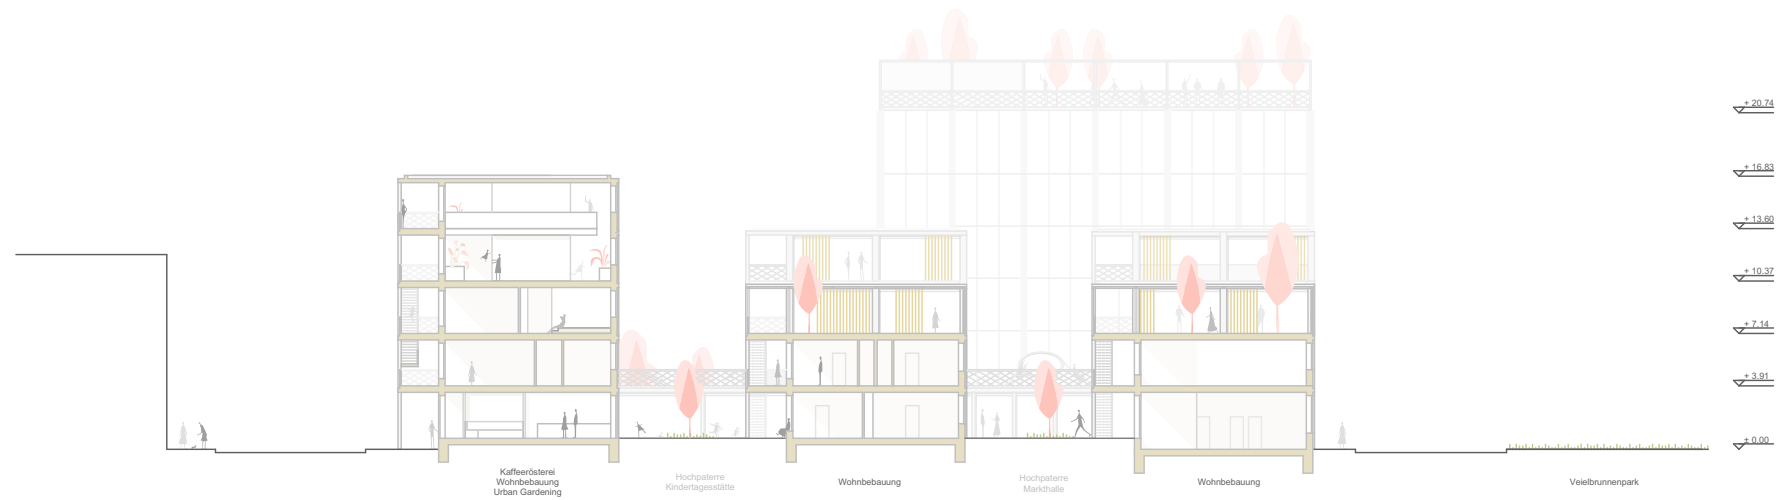 + 20.74
+ 16.83
+ 13.60
+ 10.37
+ 7.14
+ 3.91
± 0.00
Kaffeerösterei
Wohnbebauung
Urban Gardening
Hochpaterre
Kindertagesstätte
Wohnbebauung
Hochpaterre
Markthalle
Wohnbebauung
Veielbrunnenpark